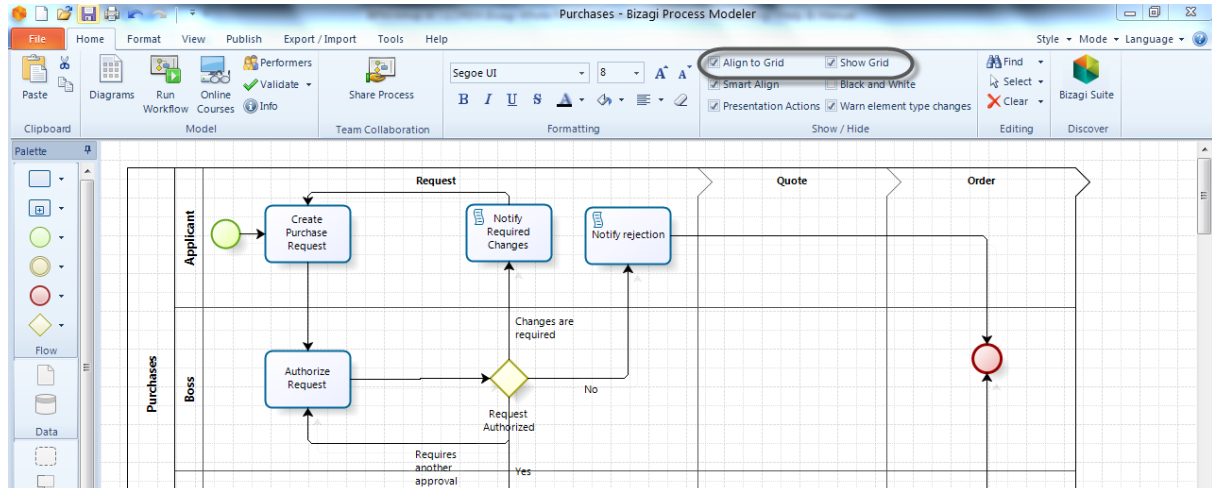 Purchases - Bizagi Process Modeler
File Home Format View Publish Export / Import Tools Help Style Mode Language
Paste
Clipboard
Diagrams
Run
Workflow
Online
Courses
Performers
Validate
Info
Model
Share Process
Team Collaboration
Segoe UI 8 A A
B I U S A
Formatting
Align to Grid Show Grid
Smart Align Black and White
Presentation Actions Warn element type changes
Show / Hide
Find
Select
Clear
Editing
Bizagi Suite
Discover
Palette
Flow
Data
Request Quote Order
Purchases
Applicant
Create
Purchase
Request
Notify
Required
Changes
Notify rejection
Boss
Changes are
required
Authorize
Request
No
Request
Authorized
Requires
another
approval
Yes